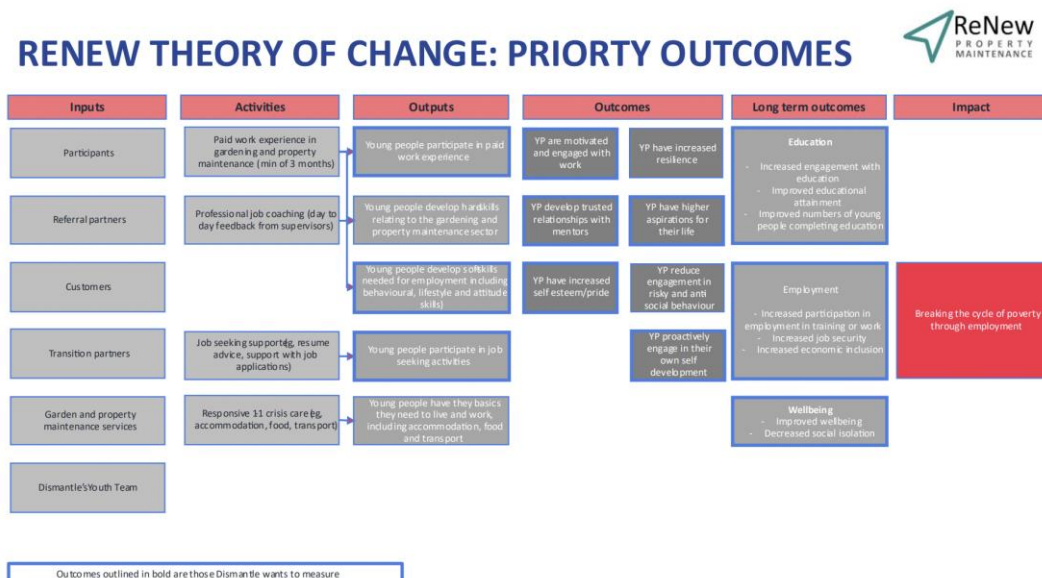 RENEW THEORY OF CHANGE: PRIORTY OUTCOMES
ReNew
PROPERTY
MAINTENANCE
Inputs
Activities
Outputs
Outcomes
Long term outcomes
Impact
Participants
Referral partners
Customers
Transition partners
Garden and property
maintenance services
Dismantle'sYouth Team
Paid work experience in
gardening and property
maintenance (min of 3 months)
Professional job coaching (day to
day feedback from supervisors)
Job seeking support(eg, resume
advice, support with job
applications)
Responsive 1-1 crisis care (eg,
accommodation, food, transport)
Young people participate in paid
work experience
Young people develop hardskills
relating to the gardening and
property maintenance sector
Young people develop softskills
needed for employment including
behavioural, lifestyle and attitude
skills)
Young people participate in job
seeking activities
Young people have they basics
they need to live and work,
including accommodation, food
and transport
YP are motivated
and engaged with
work
YP have increased
resilience
YP develop trusted
relationships with
mentors
YP have higher
aspirations for
their life
YP have increased
self esteem/pride
YP reduce
engagement in
risky and anti
social behaviour
YP proactively
engage in their
own self
development
Education
- Increased engagement with
education
- Improved educational
attainment
- Improved numbers of young
people completing education
Employment
- Increased participation in
employment in training or work
- Increased job security
- Increased economic inclusion
Wellbeing
- Improved wellbeing
- Decreased social isolation
Breaking the cycle of poverty
through employment
Outcomes outlined in bold are those Dismantle wants to measure